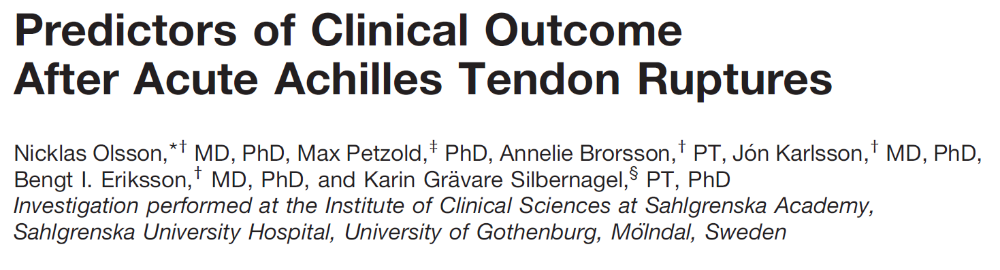 Predictors of Clinical Outcome
After Acute Achilles Tendon Ruptures
Nicklas Olsson,*† MD, PhD, Max Petzold,‡ PhD, Annelie Brorsson,† PT, Jón Karlsson,† MD, PhD,
Bengt I. Eriksson,† MD, PhD, and Karin Grävare Silbernagel,§ PT, PhD
Investigation performed at the Institute of Clinical Sciences at Sahlgrenska Academy,
Sahlgrenska University Hospital, University of Gothenburg, Mölndal, Sweden